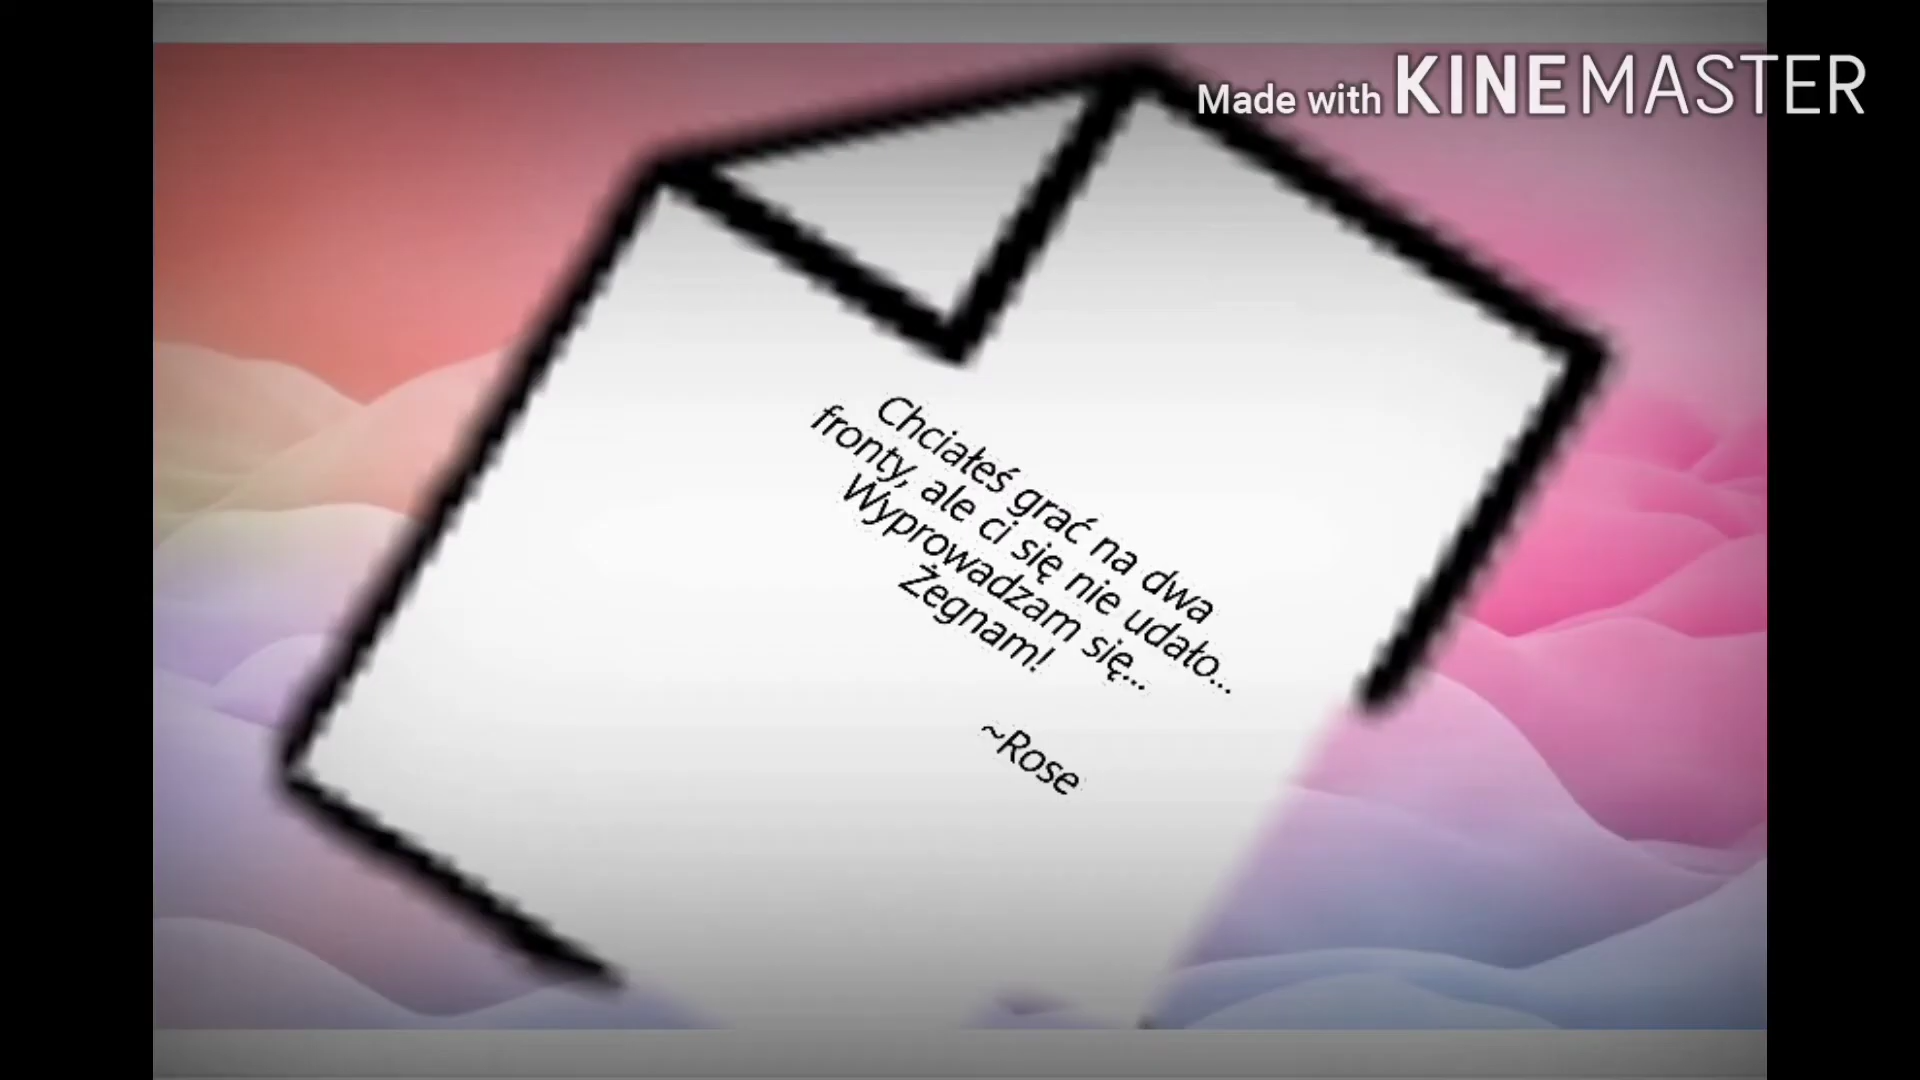 Made with KINEMASTER
Chciałeś grać na dwa
fronty, ale ci się nie udało...
Wyprowadzam się...
Żegnam!
~Rose